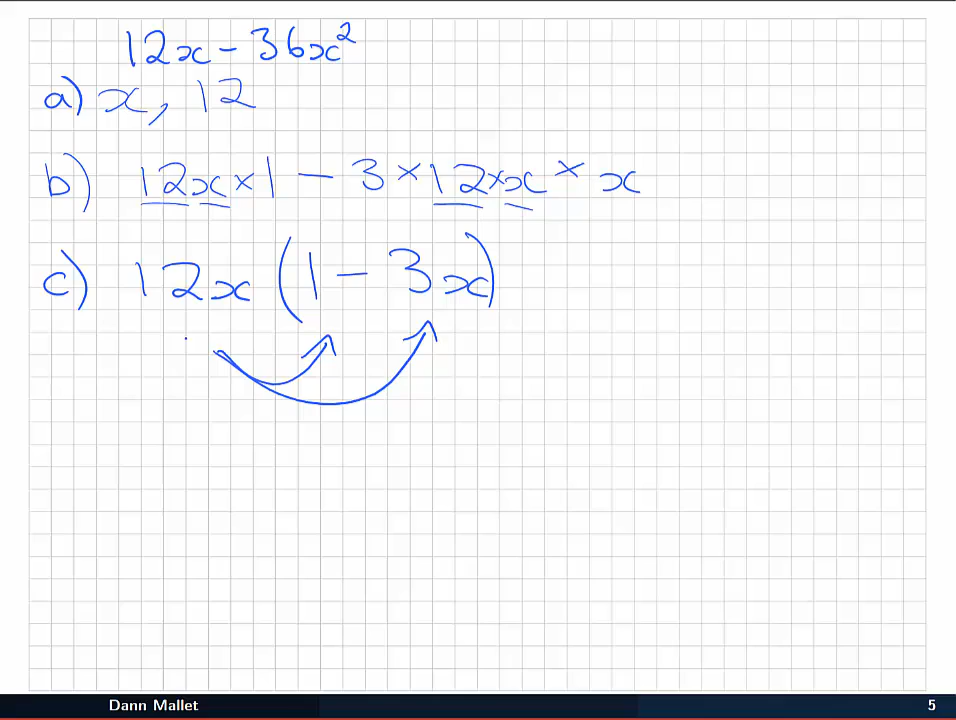 12x - 36x²
a) x, 12
b) 12x × 1 - 3 × 12 × x × x
c) 12x (1 - 3x)
Dann Mallet 5